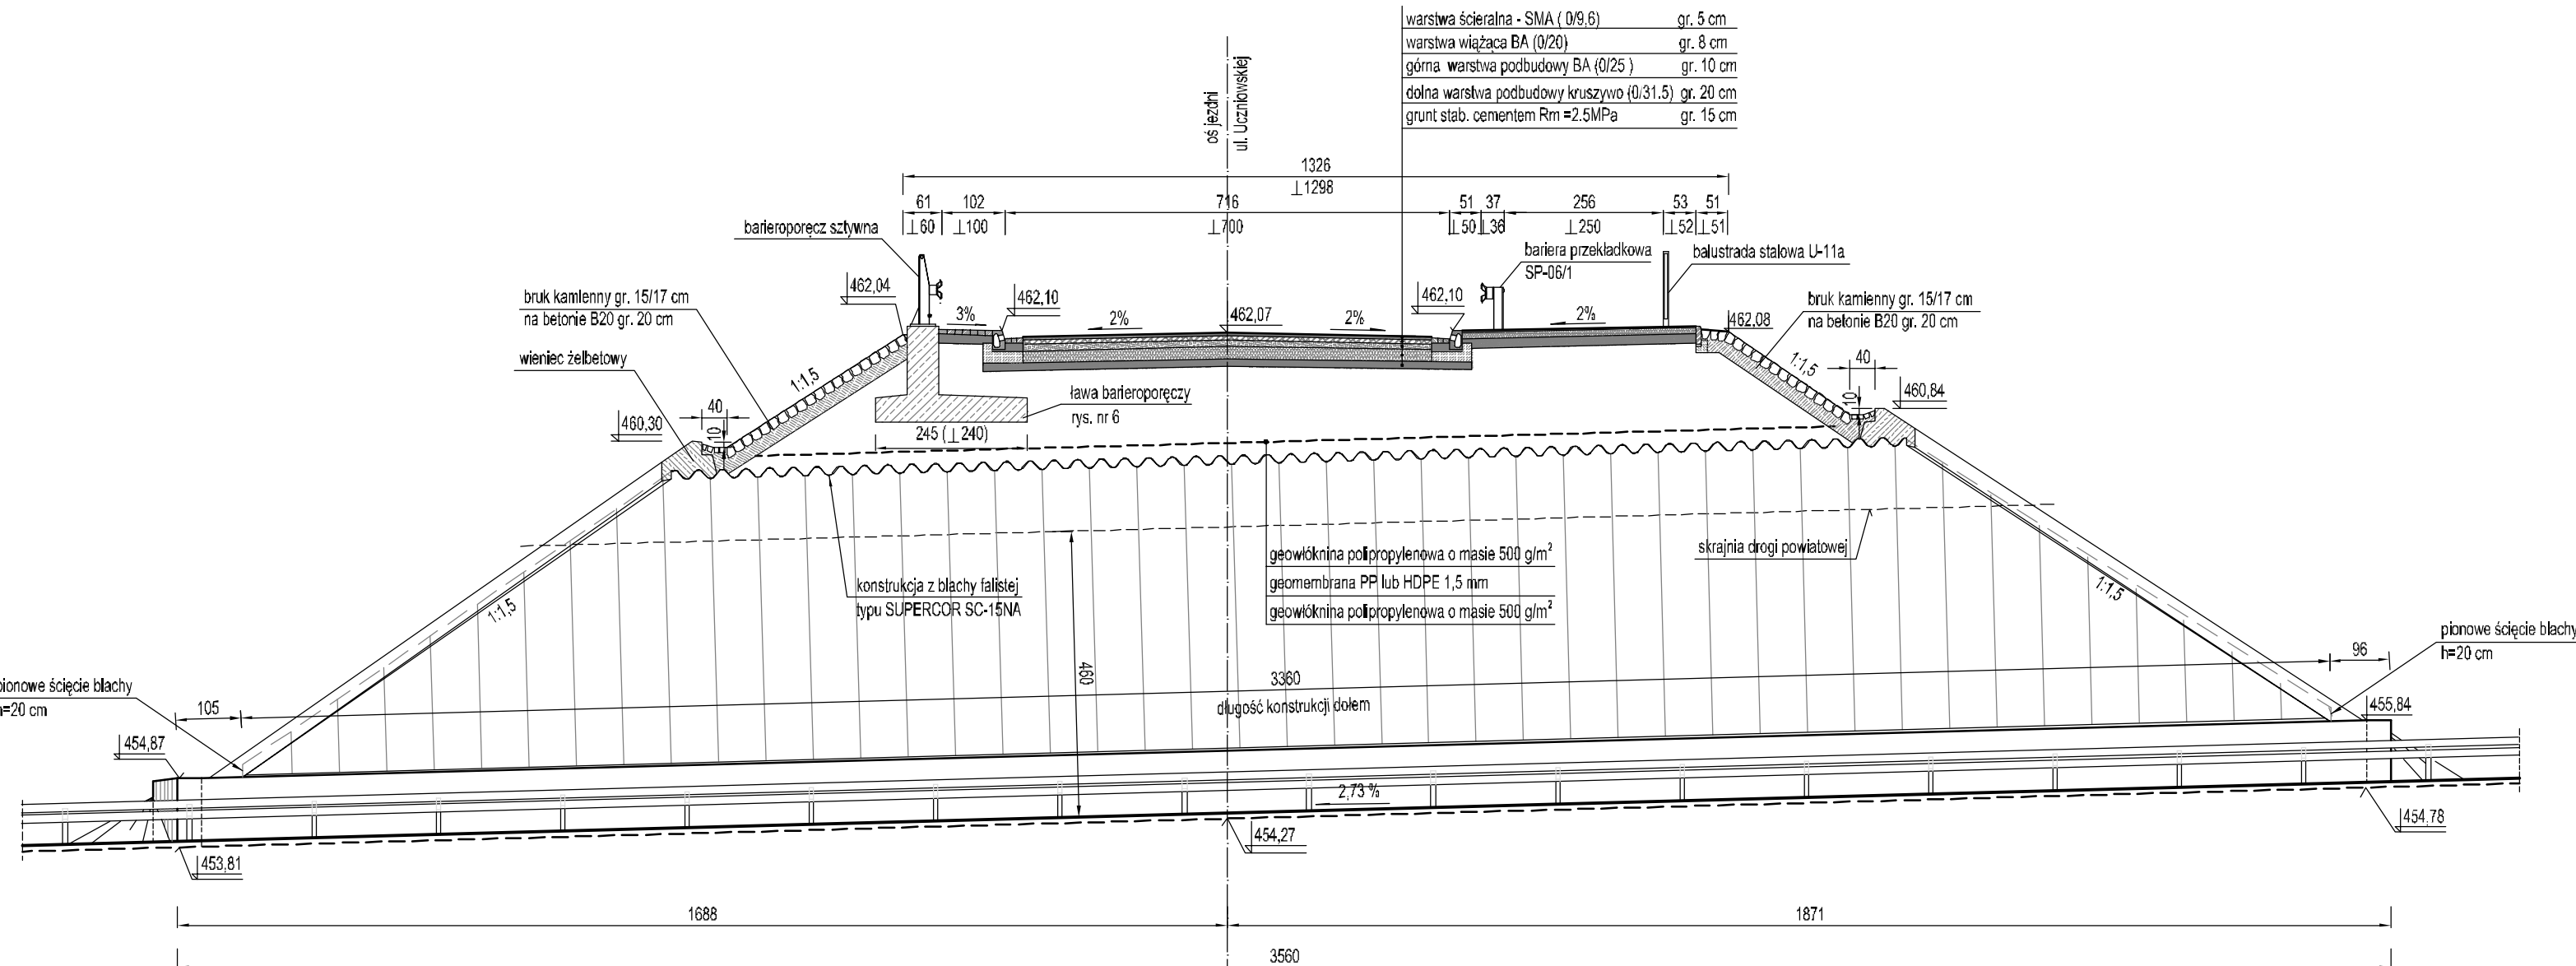 warstwa ścieralna - SMA ( 0/9,6) gr. 5 cm
warstwa wiążąca BA (0/20) gr. 8 cm
górna warstwa podbudowy BA (0/25 ) gr. 10 cm
dolna warstwa podbudowy kruszywo (0/31.5) gr. 20 cm
grunt stab. cementem Rm =2.5MPa gr. 15 cm
oś jezdni
ul. Uczniowskiej
1326
⊥1298
61 102 716 51 37 256 53 51
⊥60 ⊥100 ⊥700 ⊥50 ⊥36 ⊥250 ⊥52 ⊥51
barieroporęcz sztywna
bariera przekładkowa
SP-06/1
balustrada stalowa U-11a
462,04
462,10
462,07
462,10
462,08
3%
2%
2%
2%
bruk kamienny gr. 15/17 cm
na betonie B20 gr. 20 cm
bruk kamienny gr. 15/17 cm
na betonie B20 gr. 20 cm
wieniec żelbetowy
1:1,5
1:1,5
40
10
40
10
460,30
460,84
ława barieroporęczy
rys. nr 6
245 (⊥240)
geowłóknina polipropylenowa o masie 500 g/m²
geomembrana PP lub HDPE 1,5 mm
geowłóknina polipropylenowa o masie 500 g/m²
skrajnia drogi powiatowej
konstrukcja z blachy falistej
typu SUPERCOR SC-15NA
1:1,5
1:1,5
460
pionowe ścięcie blachy
h=20 cm
pionowe ścięcie blachy
h=20 cm
105
3360
długość konstrukcji dołem
96
454,87
455,84
2,73 %
453,81
454,27
454,78
1688
1871
3560